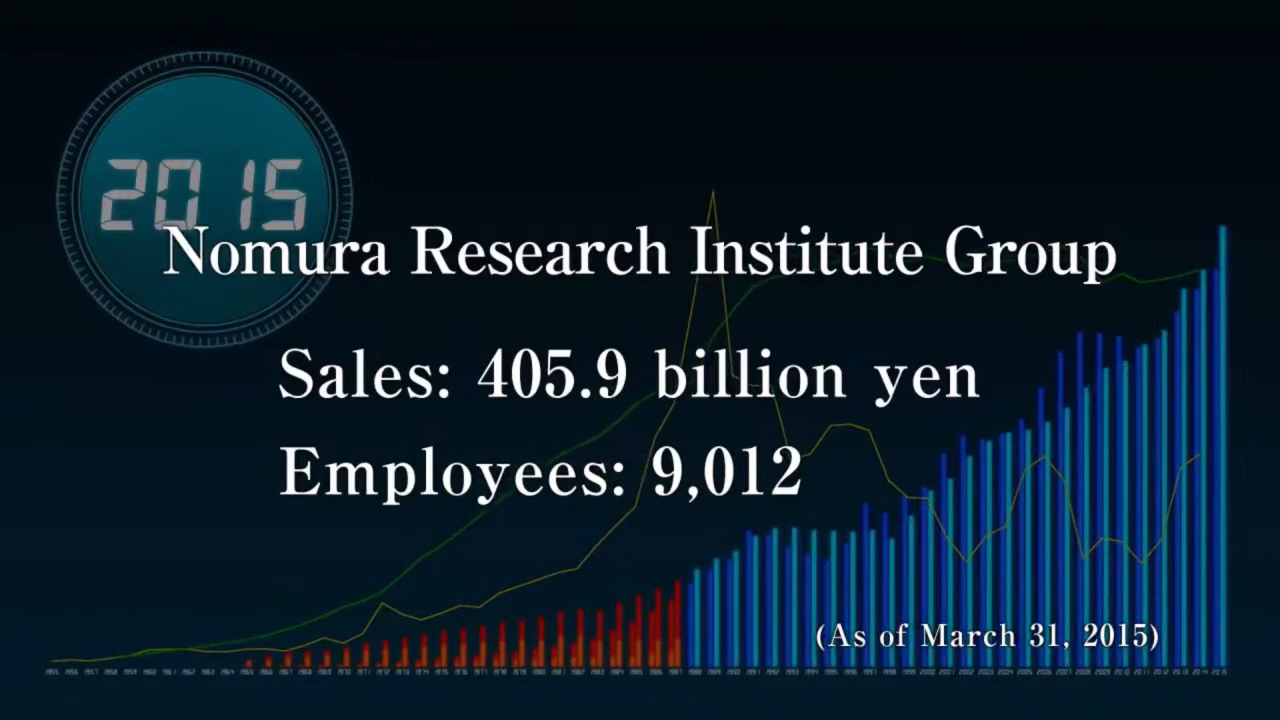 2015
Nomura Research Institute Group
Sales: 405.9 billion yen
Employees: 9,012
(As of March 31, 2015)